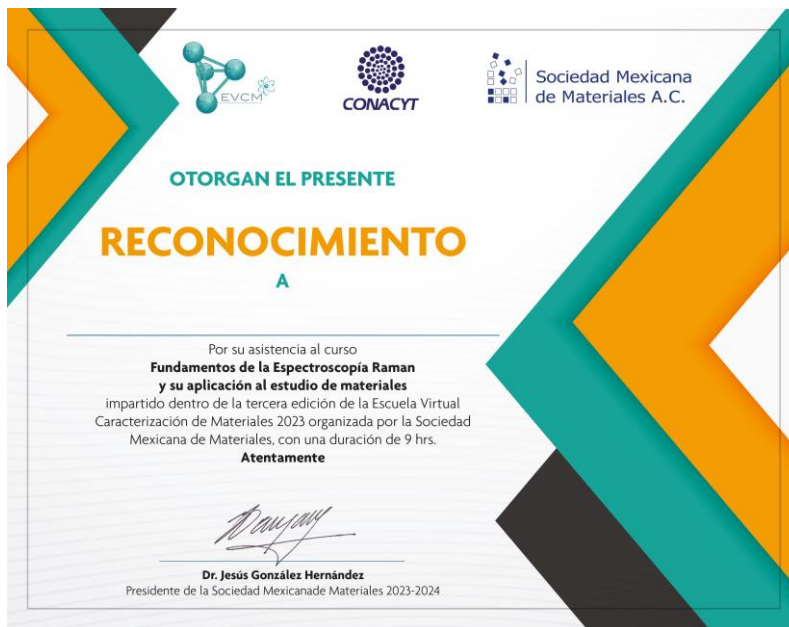 EVCM
CONACYT
Sociedad Mexicana
de Materiales A.C.
OTORGAN EL PRESENTE
RECONOCIMIENTO
A
Por su asistencia al curso
Fundamentos de la Espectroscopía Raman
y su aplicación al estudio de materiales
impartido dentro de la tercera edición de la Escuela Virtual
Caracterización de Materiales 2023 organizada por la Sociedad
Mexicana de Materiales, con una duración de 9 hrs.
Atentamente
Dr. Jesús González Hernández
Presidente de la Sociedad Mexicanade Materiales 2023-2024